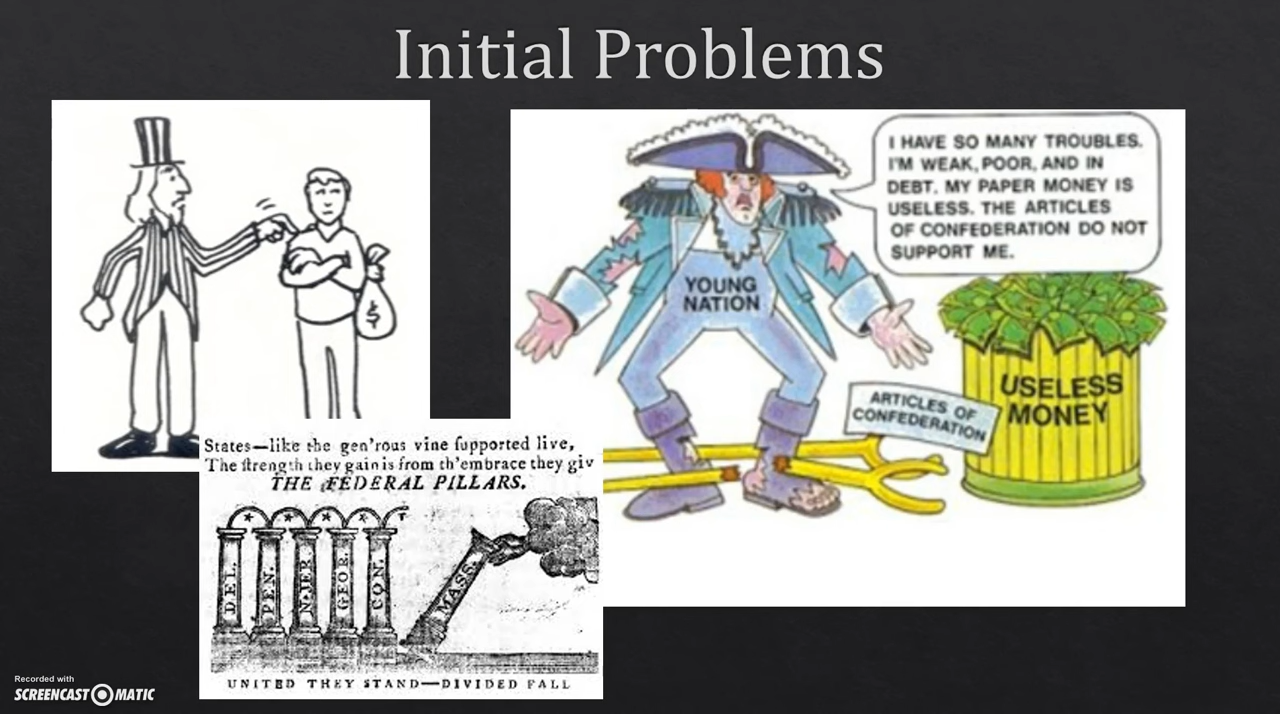 Initial Problems
$
I HAVE SO MANY TROUBLES.
I'M WEAK, POOR, AND IN
DEBT. MY PAPER MONEY IS
USELESS. THE ARTICLES
OF CONFEDERATION DO NOT
SUPPORT ME.
YOUNG
NATION
ARTICLES OF
CONFEDERATION
USELESS
MONEY
States—like the gen'rous vine ſupported live,
The ſtrength they gain is from th'embrace they giv
THE FEDERAL PILLARS.
DEL.
PEN.
N.JER.
GEOR.
CON.
MASS.
UNITED THEY STAND—DIVIDED FALL
Recorded with
SCREENCAST-O-MATIC